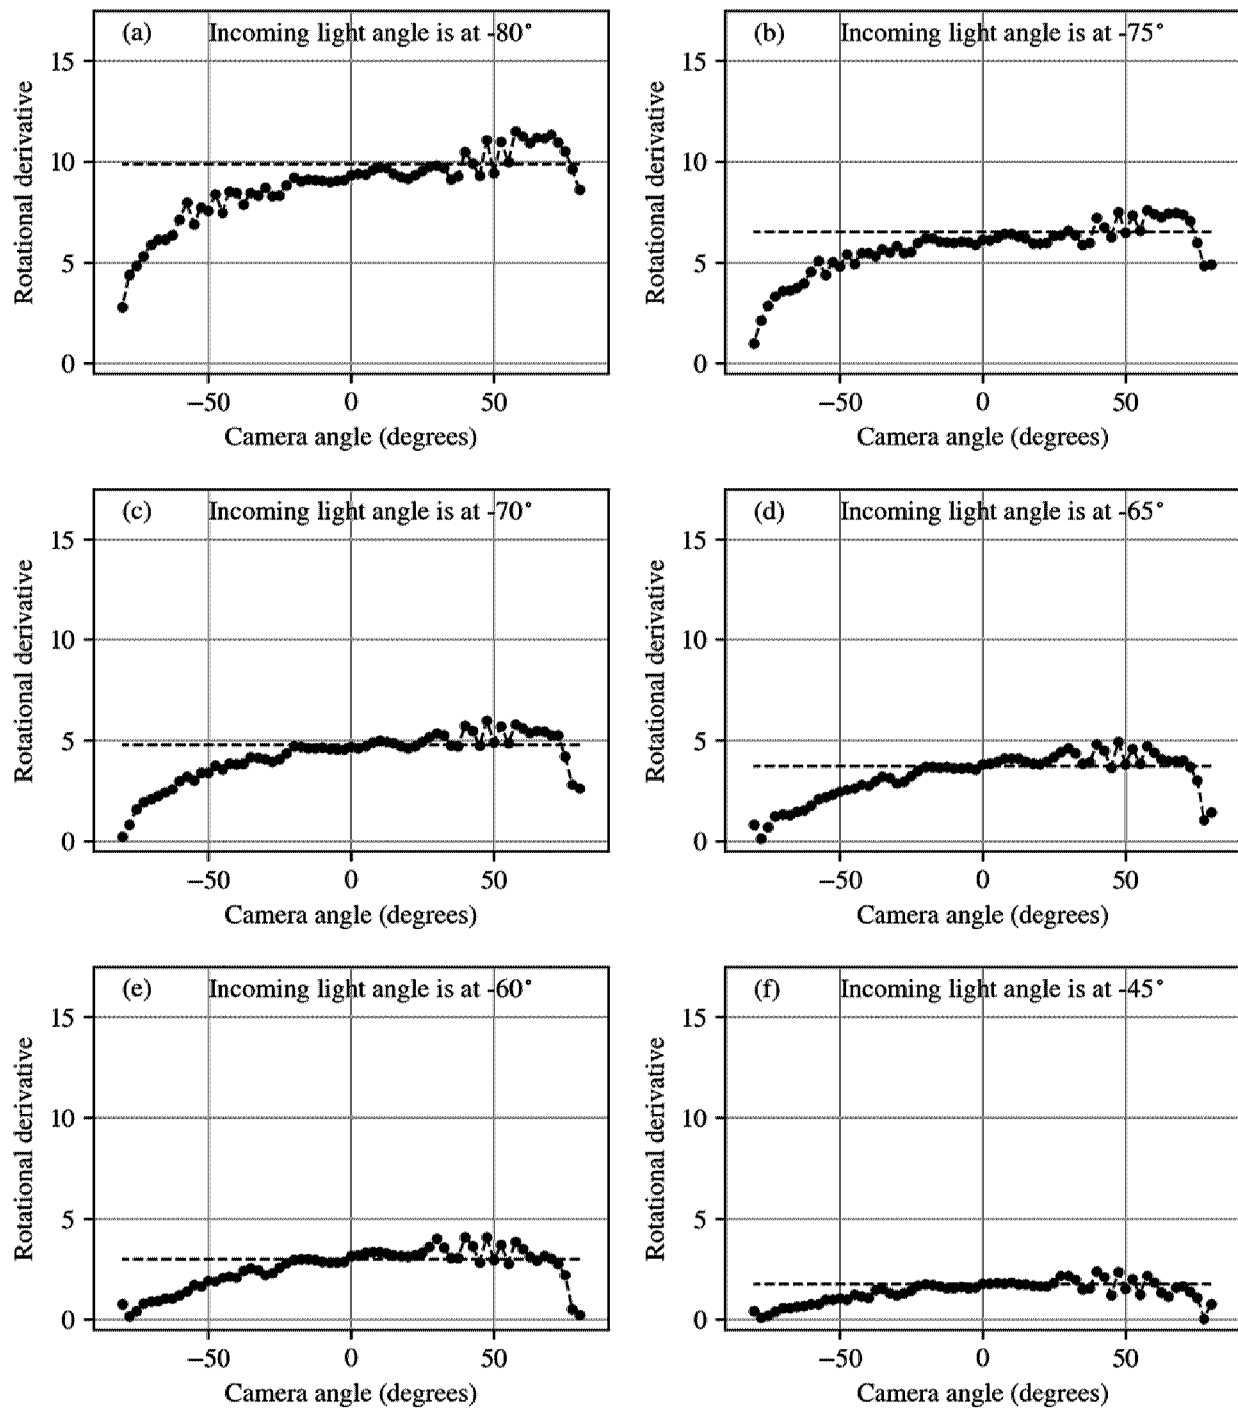 (a) Incoming light angle is at -80°
Rotational derivative
15
10
5
0
−50 0 50
Camera angle (degrees)
(b) Incoming light angle is at -75°
Rotational derivative
15
10
5
0
−50 0 50
Camera angle (degrees)
(c) Incoming light angle is at -70°
Rotational derivative
15
10
5
0
−50 0 50
Camera angle (degrees)
(d) Incoming light angle is at -65°
Rotational derivative
15
10
5
0
−50 0 50
Camera angle (degrees)
(e) Incoming light angle is at -60°
Rotational derivative
15
10
5
0
−50 0 50
Camera angle (degrees)
(f) Incoming light angle is at -45°
Rotational derivative
15
10
5
0
−50 0 50
Camera angle (degrees)